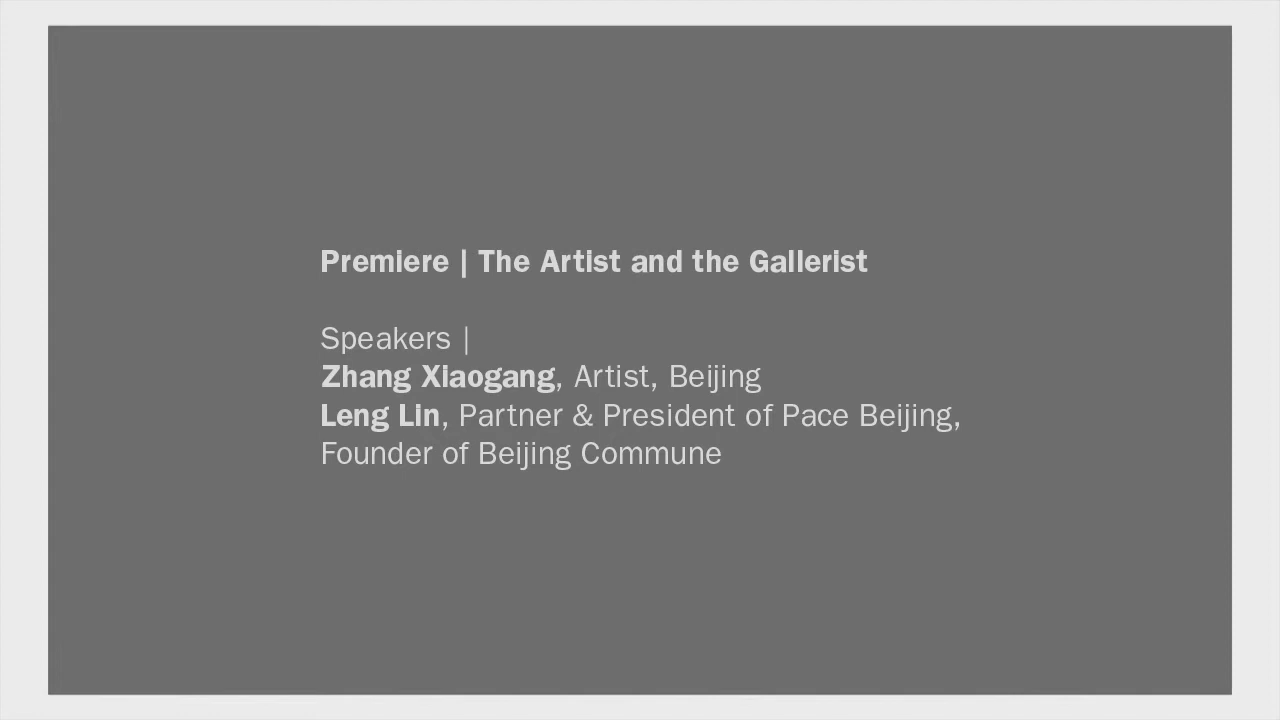 Premiere | The Artist and the Gallerist
Speakers |
Zhang Xiaogang, Artist, Beijing
Leng Lin, Partner & President of Pace Beijing,
Founder of Beijing Commune